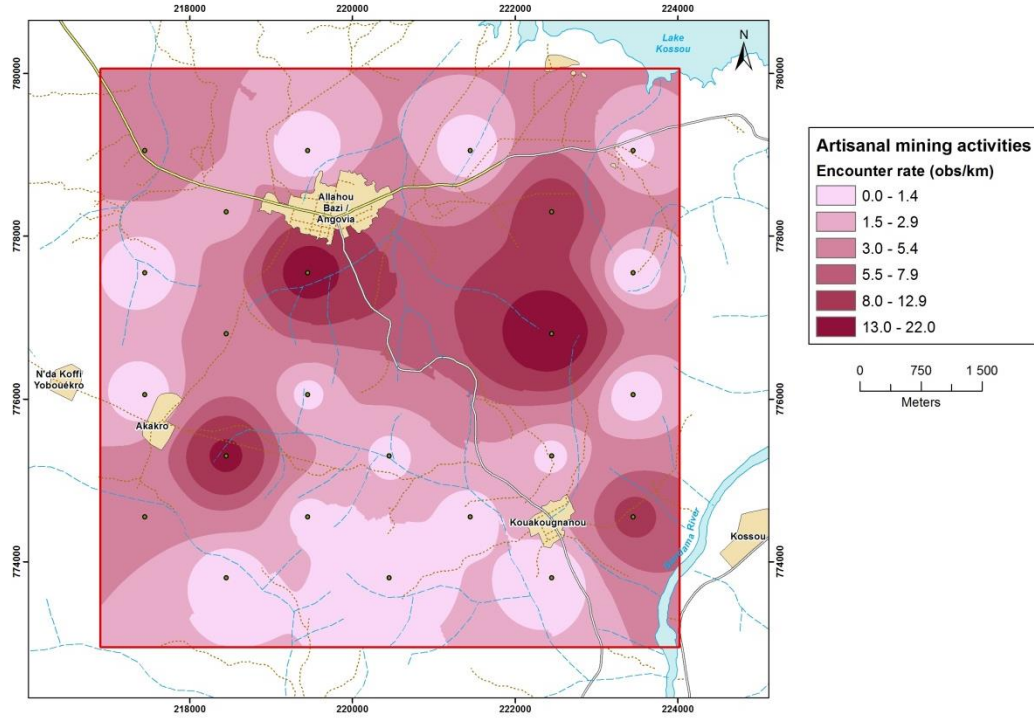 218000
220000
222000
224000
Lake
Kossou
N
780000
780000
Allahou
Bazi /
Angovia
778000
778000
N'da Koffi
Yobouékro
776000
776000
Akakro
Kouakougnanou
Kossou
River
774000
774000
218000
220000
222000
224000
Artisanal mining activities
Encounter rate (obs/km)
0.0 - 1.4
1.5 - 2.9
3.0 - 5.4
5.5 - 7.9
8.0 - 12.9
13.0 - 22.0
0
750
1 500
Meters